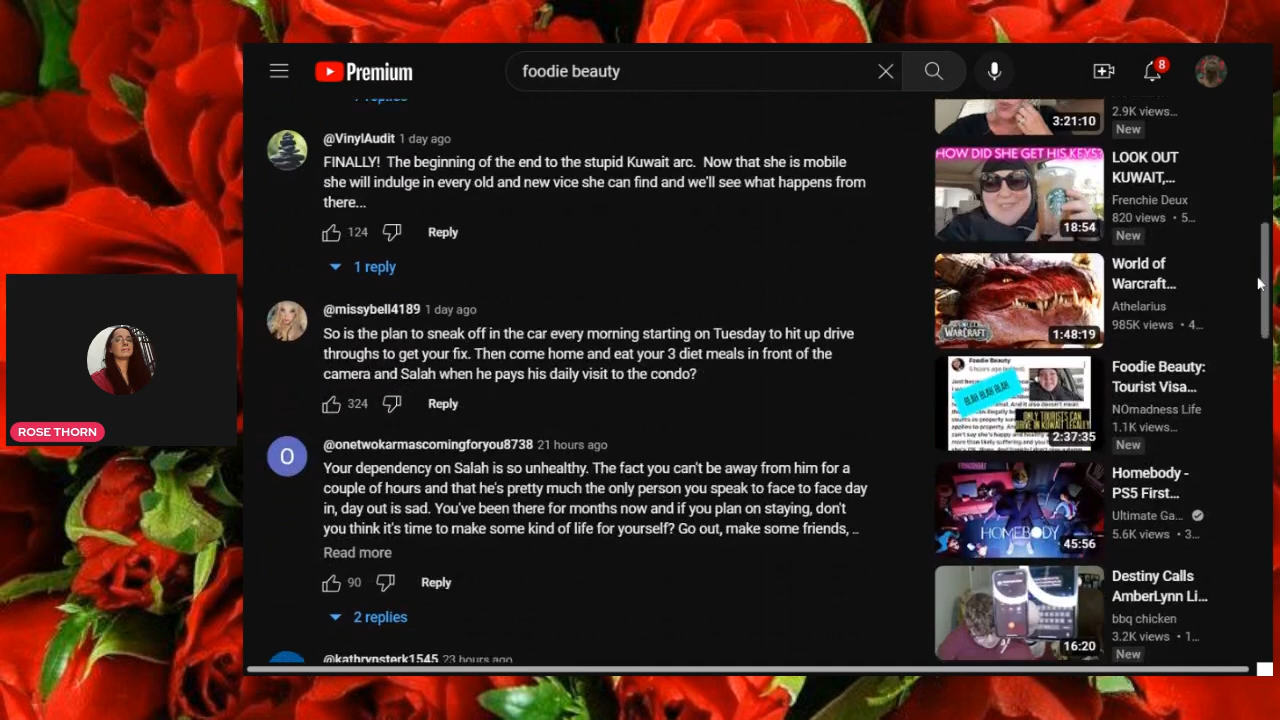 Premium
foodie beauty
8
@VinylAudit 1 day ago
FINALLY! The beginning of the end to the stupid Kuwait arc. Now that she is mobile
she will indulge in every old and new vice she can find and we'll see what happens from
there...
124
Reply
1 reply
@missybell4189 1 day ago
So is the plan to sneak off in the car every morning starting on Tuesday to hit up drive
throughs to get your fix. Then come home and eat your 3 diet meals in front of the
camera and Salah when he pays his daily visit to the condo?
324
Reply
@onetwokarmascomingforyou8738 21 hours ago
O
Your dependency on Salah is so unhealthy. The fact you can't be away from him for a
couple of hours and that he's pretty much the only person you speak to face to face day
in, day out is sad. You've been there for months now and if you plan on staying, don't
you think it's time to make some kind of life for yourself? Go out, make some friends, ..
Read more
90
Reply
2 replies
@kathrynsterk1545 23 hours ago
ROSE THORN
3:21:10
2.9K views...
New
HOW DID SHE GET HIS KEYS?
18:54
LOOK OUT
KUWAIT,...
Frenchie Deux
820 views • 5...
New
WARCRAFT
1:48:19
World of
Warcraft...
Athelarius
985K views • 4...
Foodie Beauty
BLAH BLAH BLAH
ONLY TOURISTS CAN
DRIVE IN KUWAIT LEGALLY
2:37:35
Foodie Beauty:
Tourist Visa...
NOmadness Life
1.1K views...
New
HOMEBODY
45:56
Homebody -
PS5 First...
Ultimate Ga...
5.6K views • 3...
16:20
Destiny Calls
AmberLynn Li...
bbq chicken
3.2K views • 1...
New